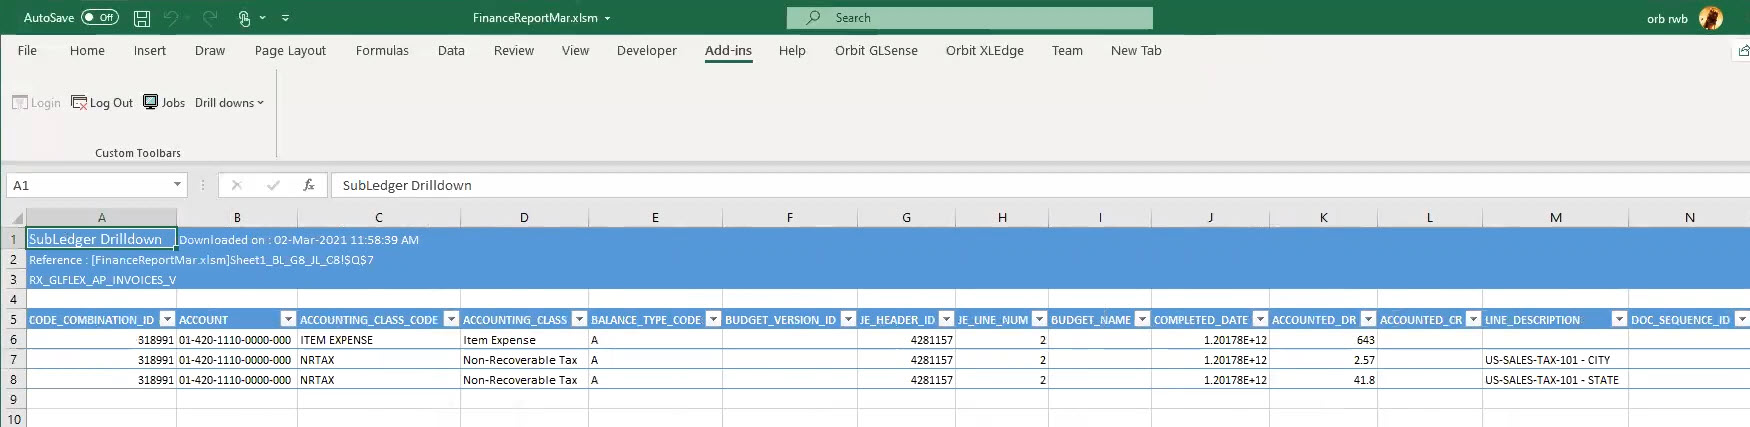 AutoSave Off FinanceReportMar.xlsm Search orb rwb
File Home Insert Draw Page Layout Formulas Data Review View Developer Add-ins Help Orbit GLSense Orbit XLEdge Team New Tab
Login Log Out Jobs Drill downs
Custom Toolbars
A1 fx SubLedger Drilldown
A B C D E F G H I J K L M N
1 SubLedger Drilldown Downloaded on : 02-Mar-2021 11:58:39 AM
2 Reference : [FinanceReportMar.xlsm]Sheet1_BL_G8_JL_C8!$Q$7
3 RX_GLFLEX_AP_INVOICES_V
4
5 CODE_COMBINATION_ID ACCOUNT ACCOUNTING_CLASS_CODE ACCOUNTING_CLASS BALANCE_TYPE_CODE BUDGET_VERSION_ID JE_HEADER_ID JE_LINE_NUM BUDGET_NAME COMPLETED_DATE ACCOUNTED_DR ACCOUNTED_CR LINE_DESCRIPTION DOC_SEQUENCE_ID
6 318991 01-420-1110-0000-000 ITEM EXPENSE Item Expense A 4281157 2 1.20178E+12 643
7 318991 01-420-1110-0000-000 NRTAX Non-Recoverable Tax A 4281157 2 1.20178E+12 2.57 US-SALES-TAX-101 - CITY
8 318991 01-420-1110-0000-000 NRTAX Non-Recoverable Tax A 4281157 2 1.20178E+12 41.8 US-SALES-TAX-101 - STATE
9
10